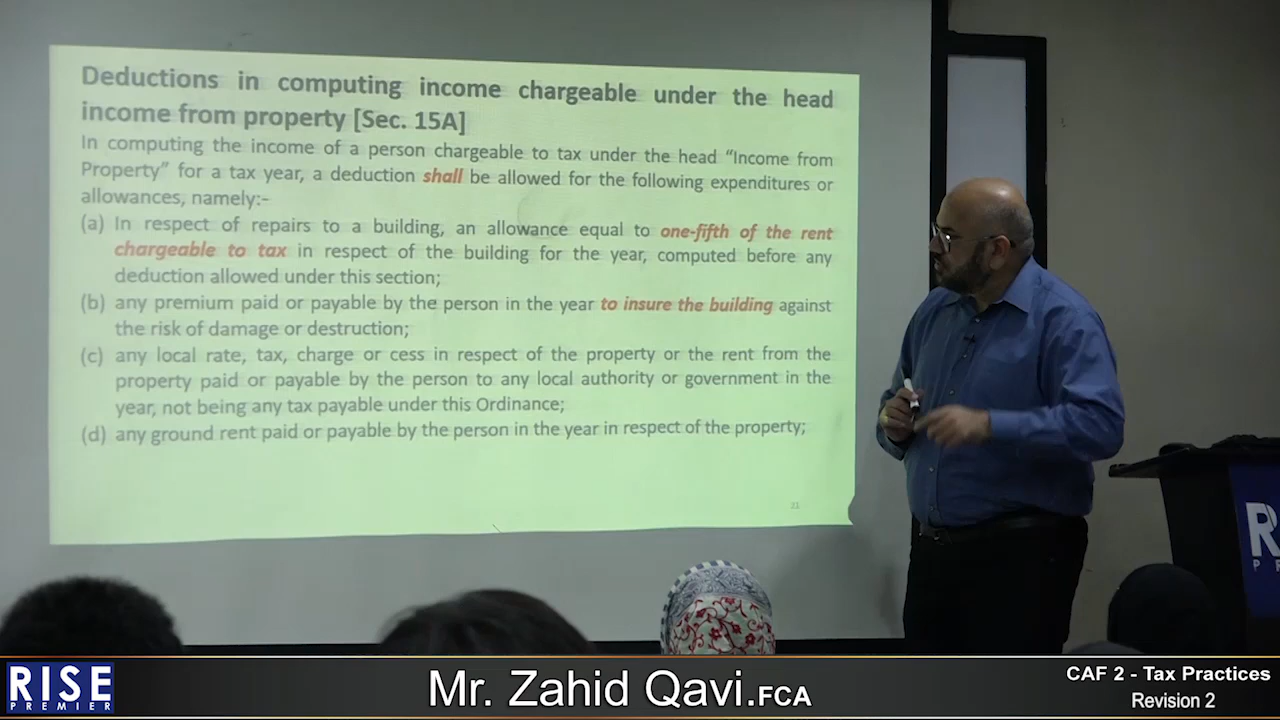 Deductions in computing income chargeable under the head
income from property [Sec. 15A]
In computing the income of a person chargeable to tax under the head “Income from
Property” for a tax year, a deduction shall be allowed for the following expenditures or
allowances, namely:-
(a) In respect of repairs to a building, an allowance equal to one-fifth of the rent
chargeable to tax in respect of the building for the year, computed before any
deduction allowed under this section;
(b) any premium paid or payable by the person in the year to insure the building against
the risk of damage or destruction;
(c) any local rate, tax, charge or cess in respect of the property or the rent from the
property paid or payable by the person to any local authority or government in the
year, not being any tax payable under this Ordinance;
(d) any ground rent paid or payable by the person in the year in respect of the property;
RISE
PREMIER
Mr. Zahid Qavi.FCA
CAF 2 - Tax Practices
Revision 2